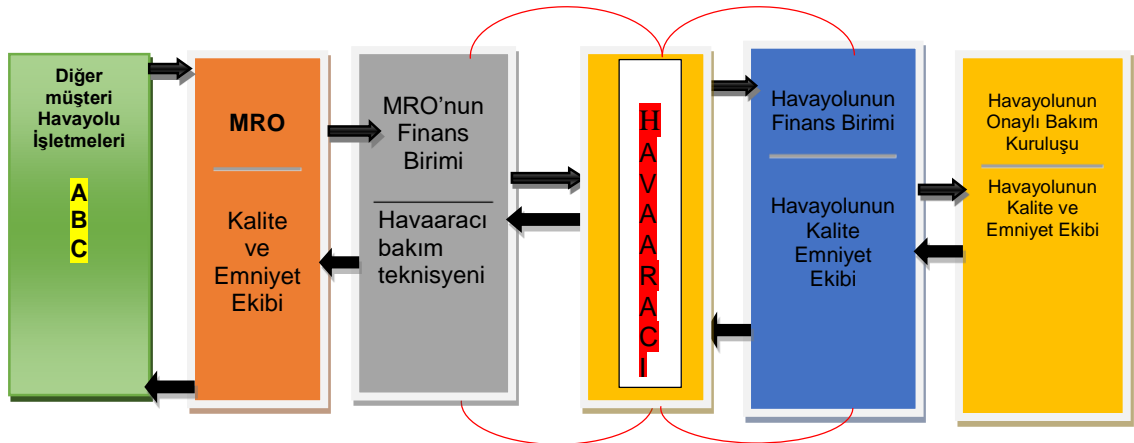 Diğer
müşteri
Havayolu
İşletmeleri
A
B
C
MRO
Kalite
ve
Emniyet
Ekibi
MRO’nun
Finans
Birimi
Havaaracı
bakım
teknisyeni
H
A
V
A
A
R
A
C
I
Havayolunun
Finans Birimi
Havayolunun
Kalite
Emniyet
Ekibi
Havayolunun
Onaylı Bakım
Kuruluşu
Havayolunun
Kalite ve
Emniyet Ekibi